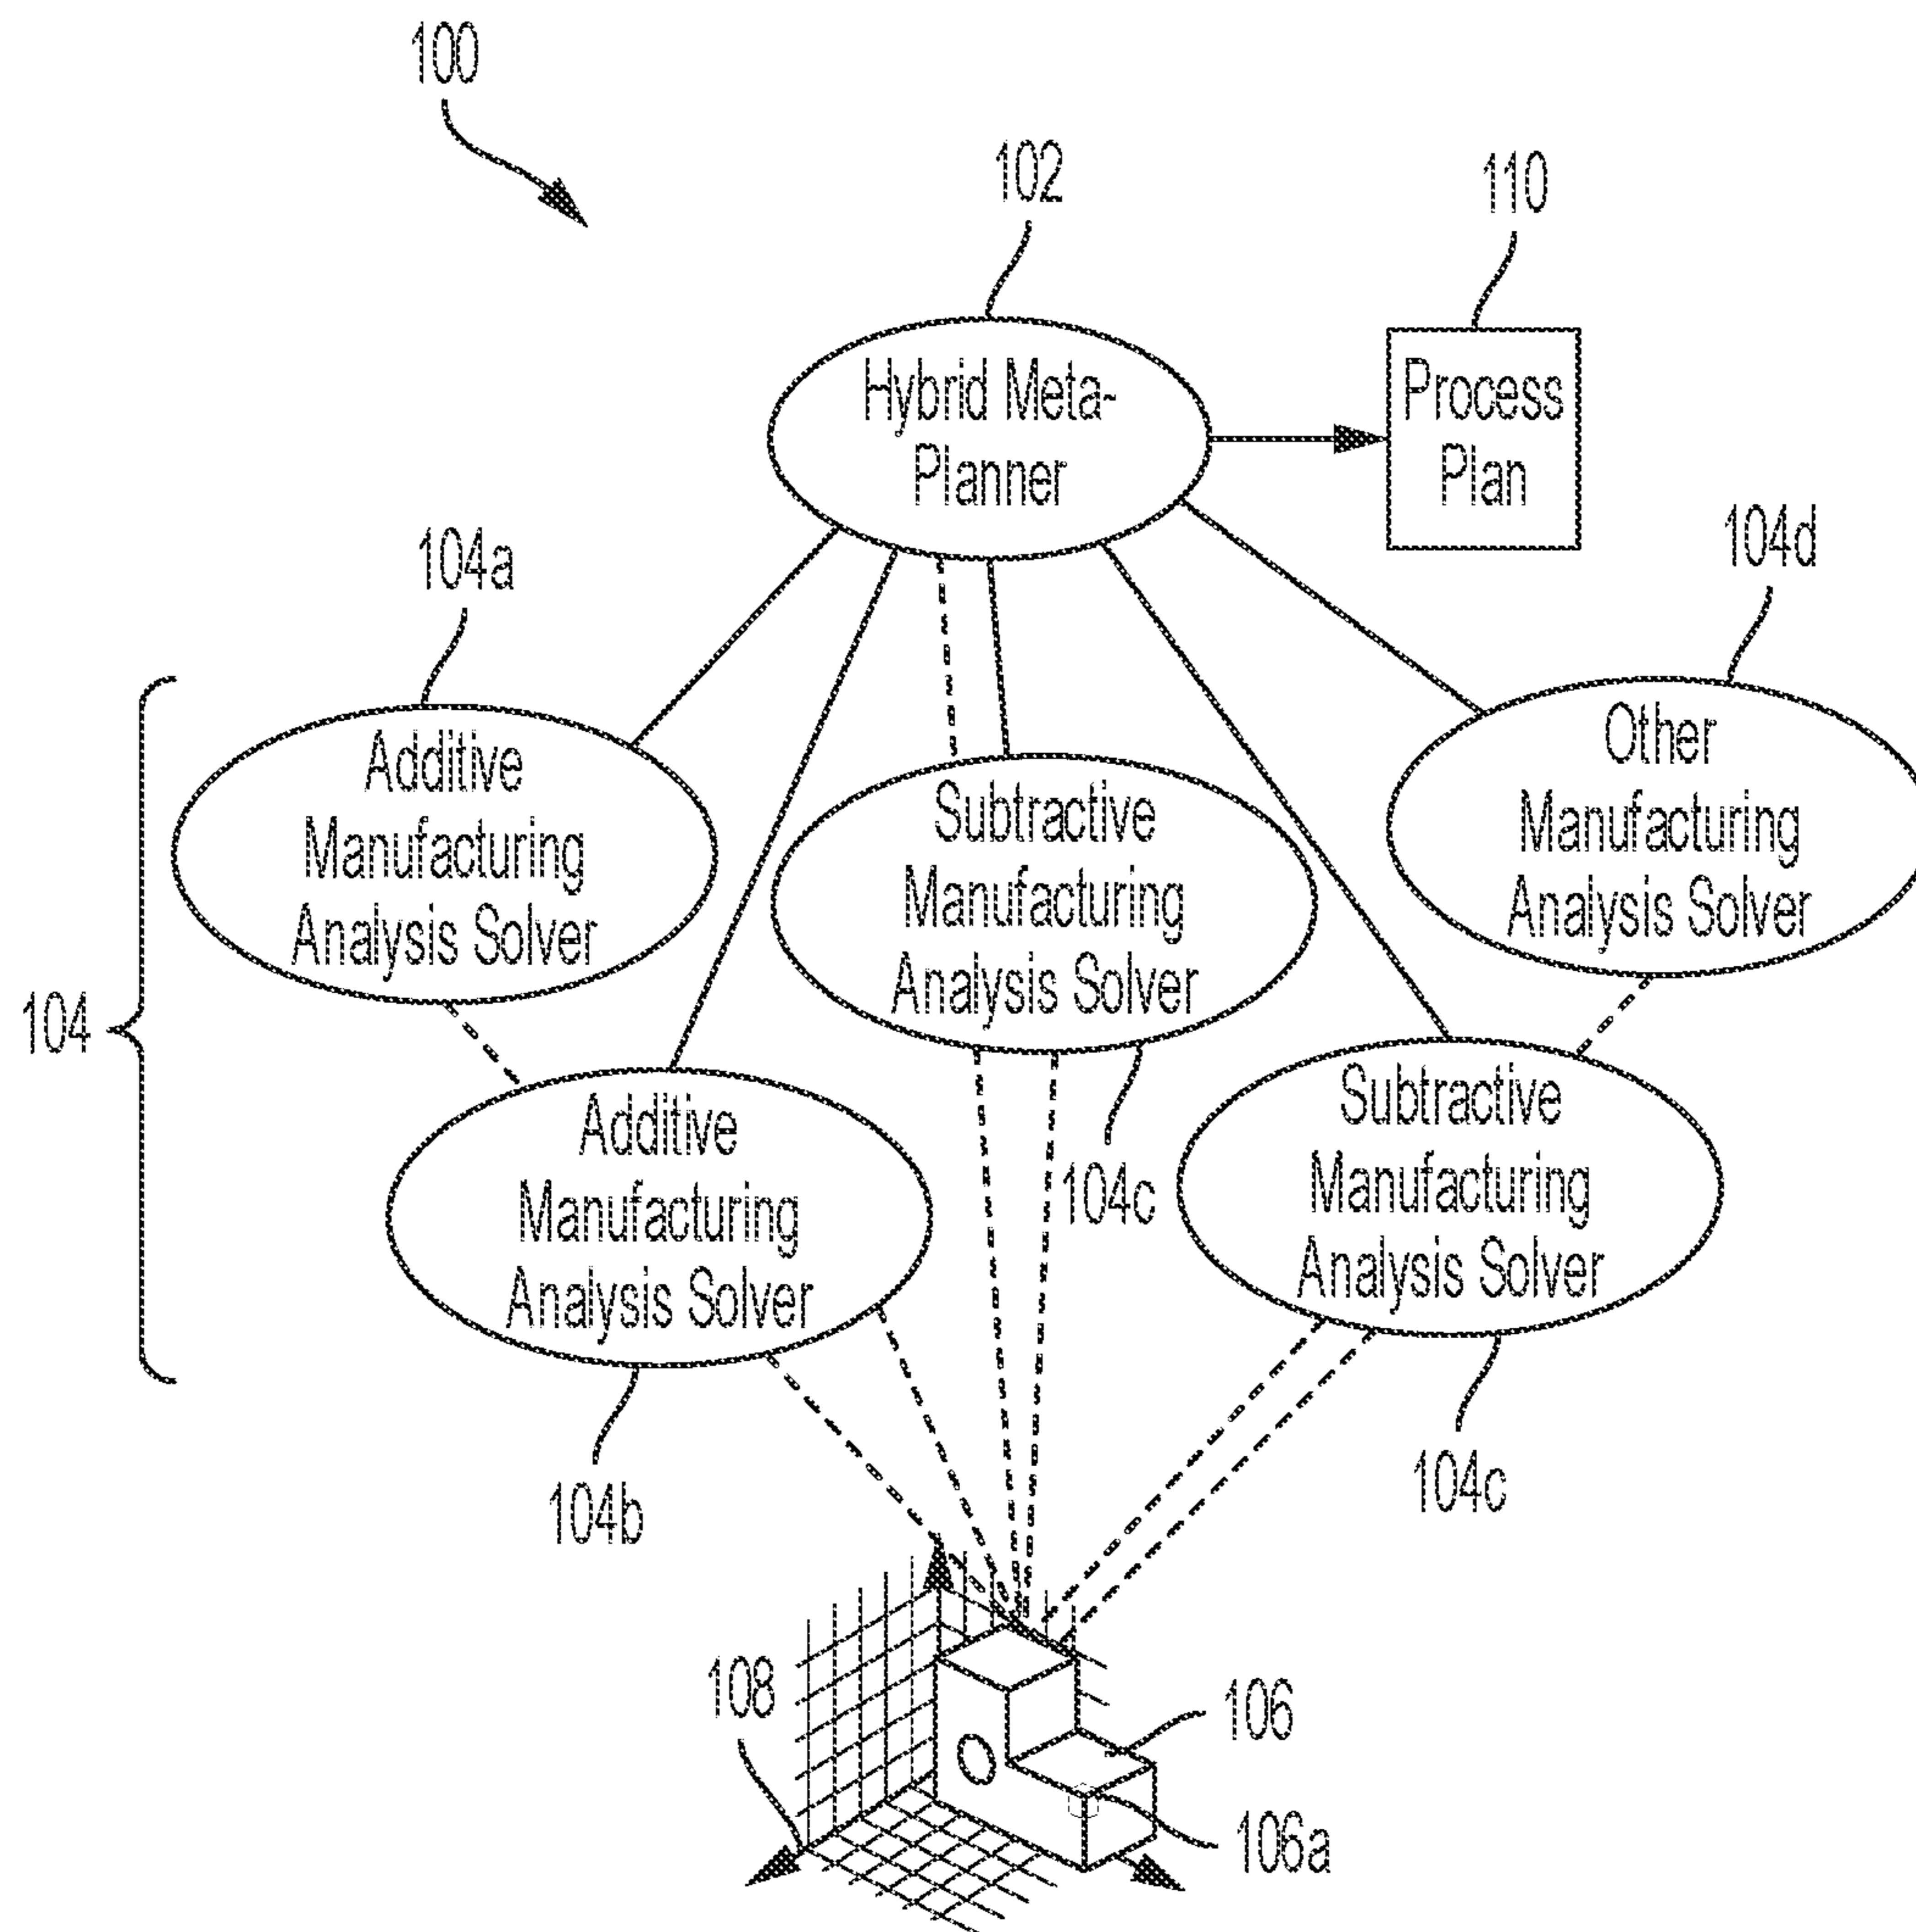 100
102
110
Hybrid Meta-
Planner
Process
Plan
104a
104d
Additive
Manufacturing
Analysis Solver
Subtractive
Manufacturing
Analysis Solver
Other
Manufacturing
Analysis Solver
104
104c
Additive
Manufacturing
Analysis Solver
Subtractive
Manufacturing
Analysis Solver
104b
104c
108
106
106a